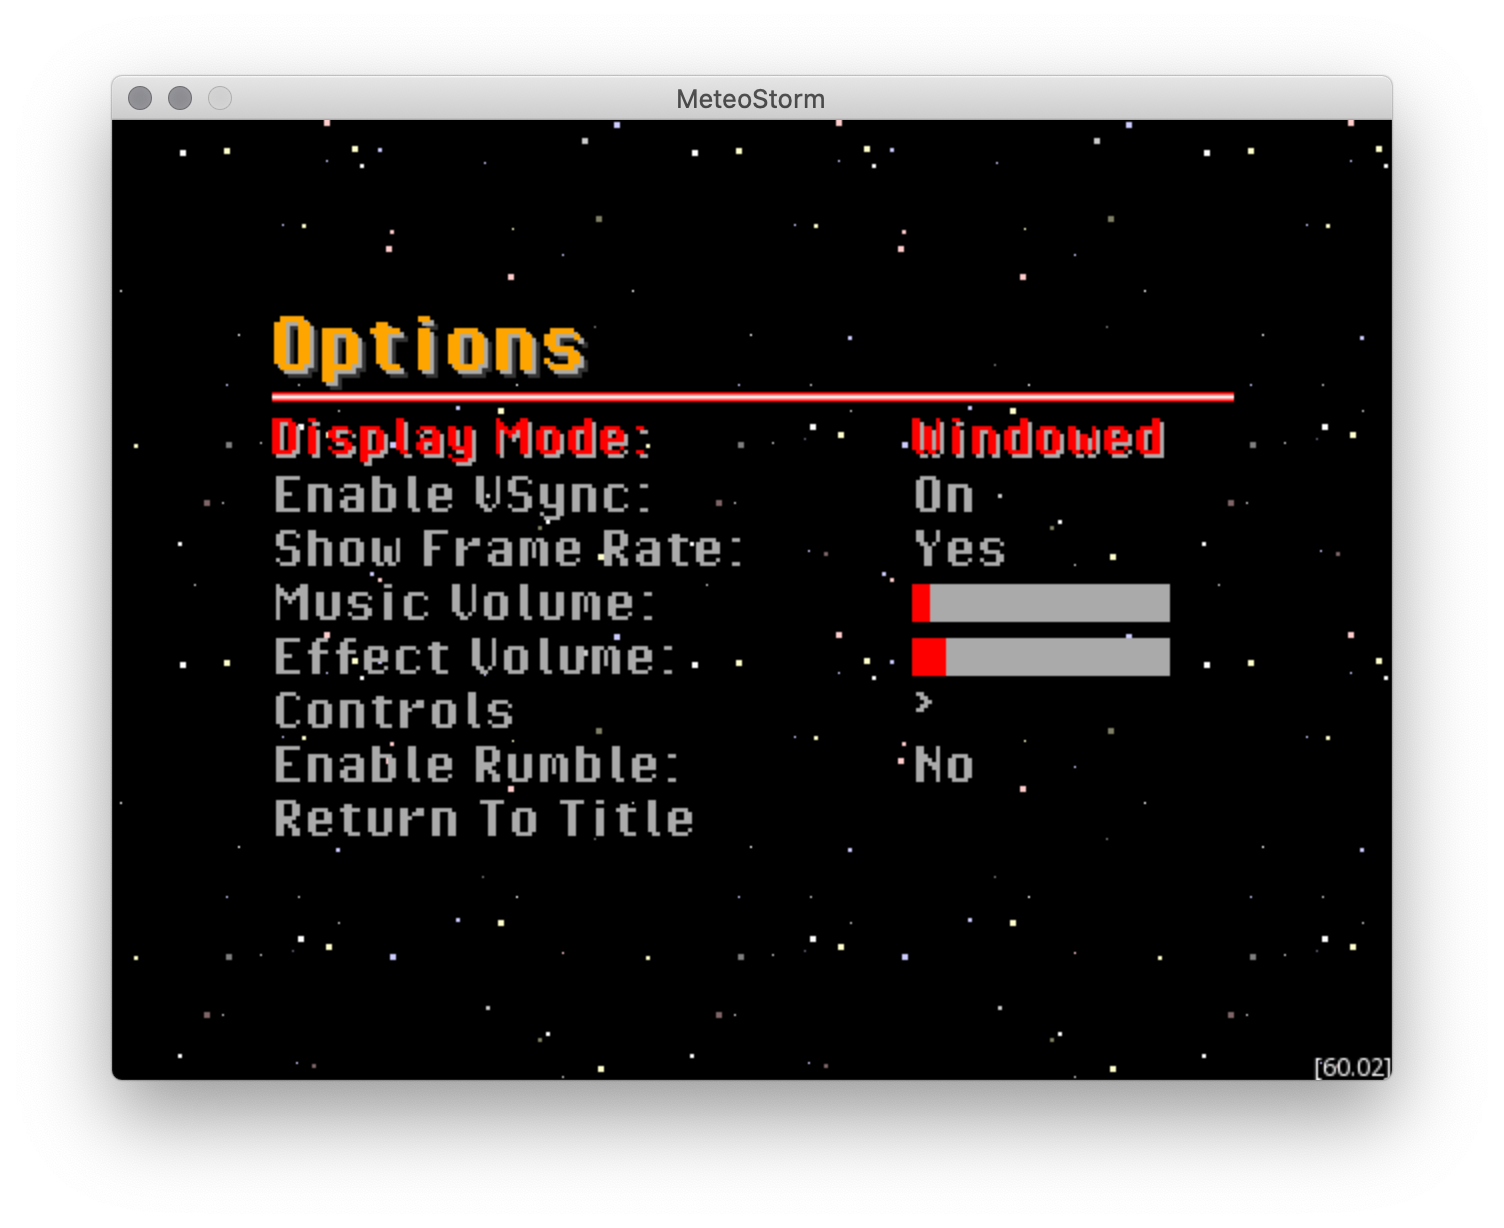 MeteoStorm
Options
Display Mode: Windowed
Enable VSync: On
Show Frame Rate: Yes
Music Volume:
Effect Volume:
Controls >
Enable Rumble: No
Return To Title
[60.02]